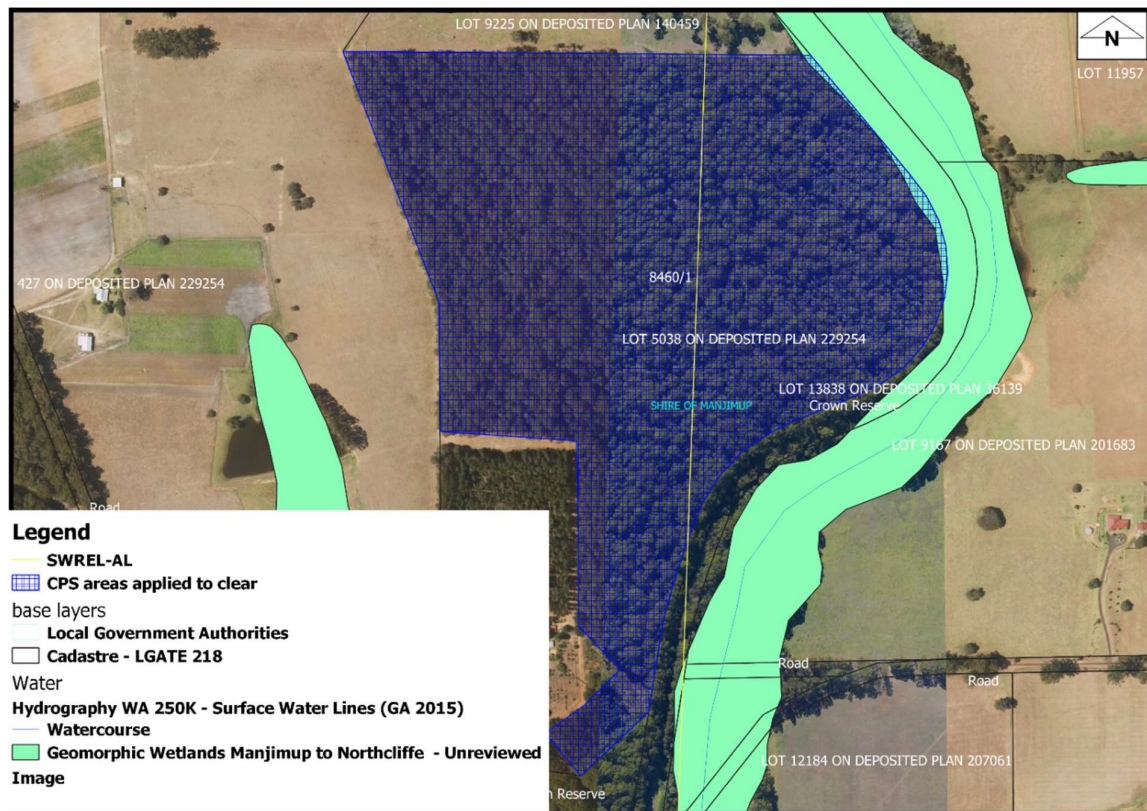 LOT 9225 ON DEPOSITED PLAN 140459
N
LOT 11957
427 ON DEPOSITED PLAN 229254
8460/1
LOT 5038 ON DEPOSITED PLAN 229254
LOT 13838 ON DEPOSITED PLAN 36139
SHIRE OF MANJIMUP
Crown Reserve
LOT 9167 ON DEPOSITED PLAN 201683
Road
Legend
SWREL-AL
CPS areas applied to clear
base layers
Local Government Authorities
Cadastre - LGATE 218
Water
Hydrography WA 250K - Surface Water Lines (GA 2015)
Watercourse
Geomorphic Wetlands Manjimup to Northcliffe - Unreviewed
Image
Road
Road
LOT 12184 ON DEPOSITED PLAN 207061
n Reserve